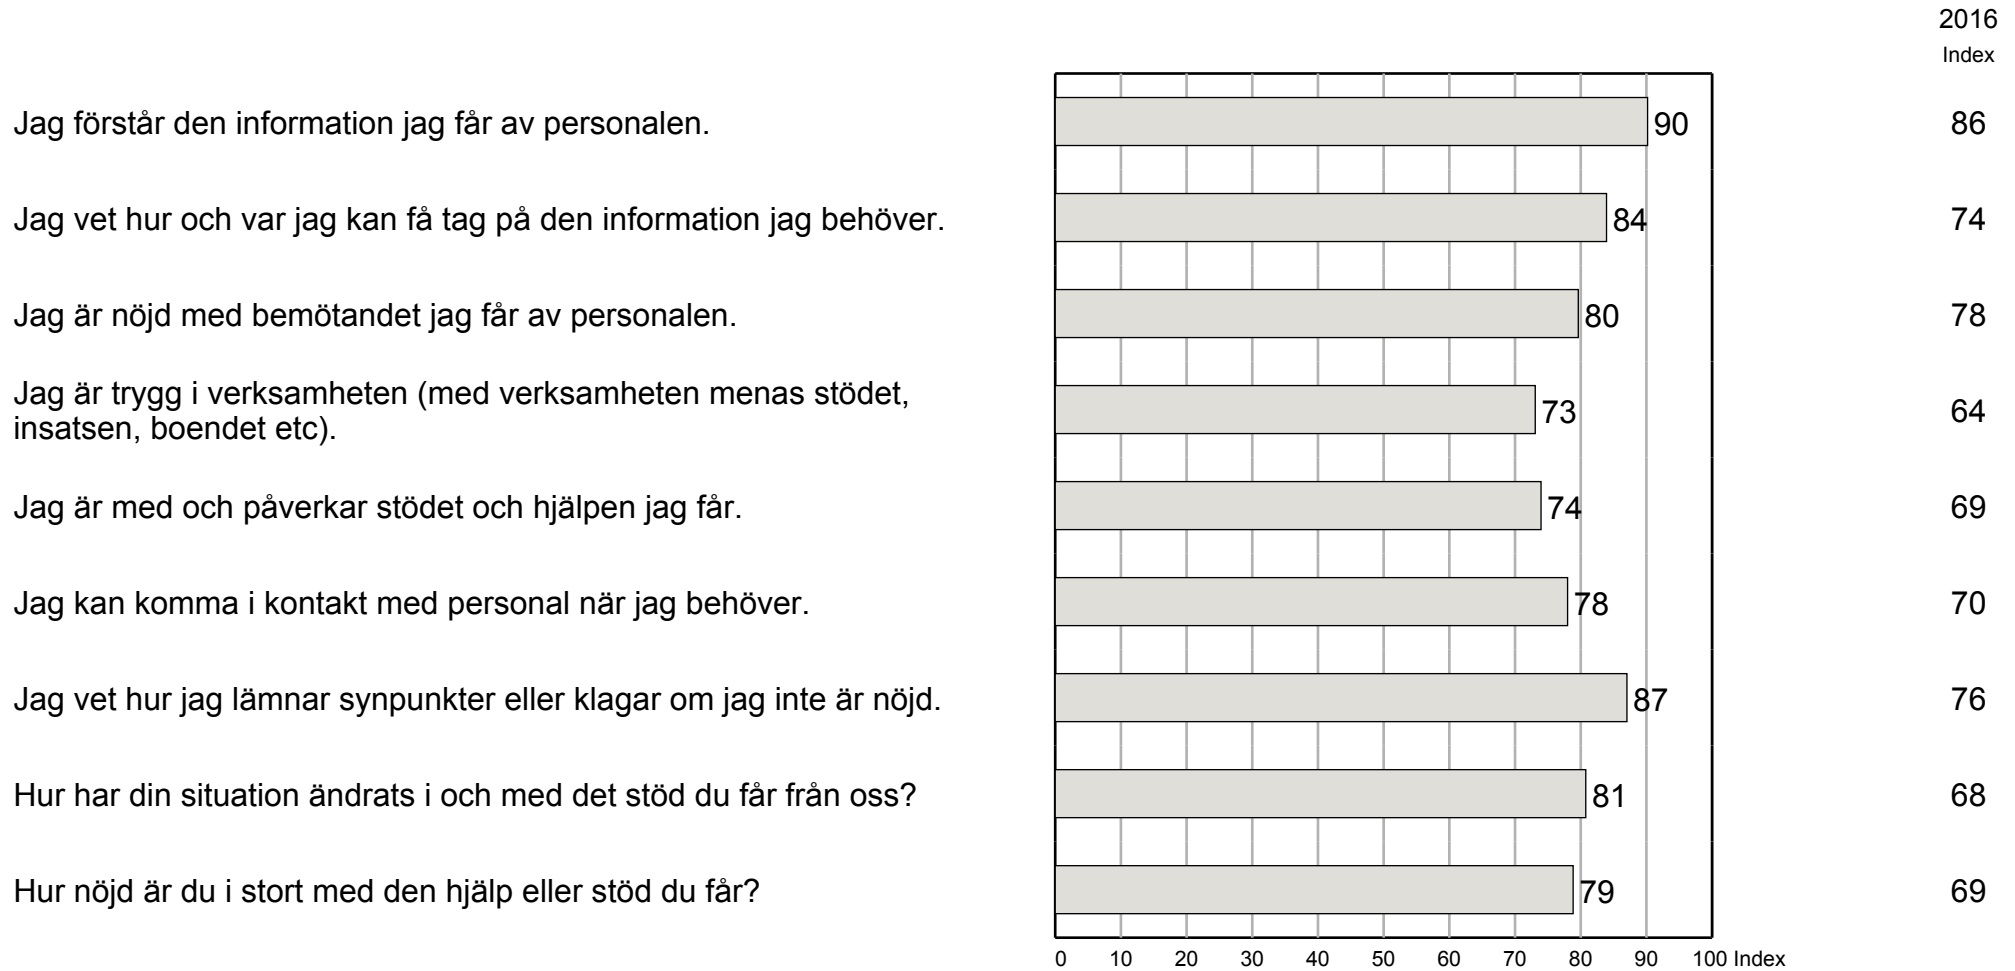 2016
Index
Jag förstår den information jag får av personalen. 90 86
Jag vet hur och var jag kan få tag på den information jag behöver. 84 74
Jag är nöjd med bemötandet jag får av personalen. 80 78
Jag är trygg i verksamheten (med verksamheten menas stödet,
insatsen, boendet etc). 73 64
Jag är med och påverkar stödet och hjälpen jag får. 74 69
Jag kan komma i kontakt med personal när jag behöver. 78 70
Jag vet hur jag lämnar synpunkter eller klagar om jag inte är nöjd. 87 76
Hur har din situation ändrats i och med det stöd du får från oss? 81 68
Hur nöjd är du i stort med den hjälp eller stöd du får? 79 69
0 10 20 30 40 50 60 70 80 90 100 Index